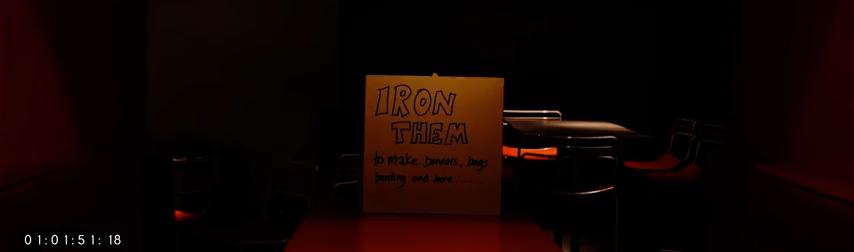 IRON
THEM
to make banners, bags
bunting and more......
01:01:51:18